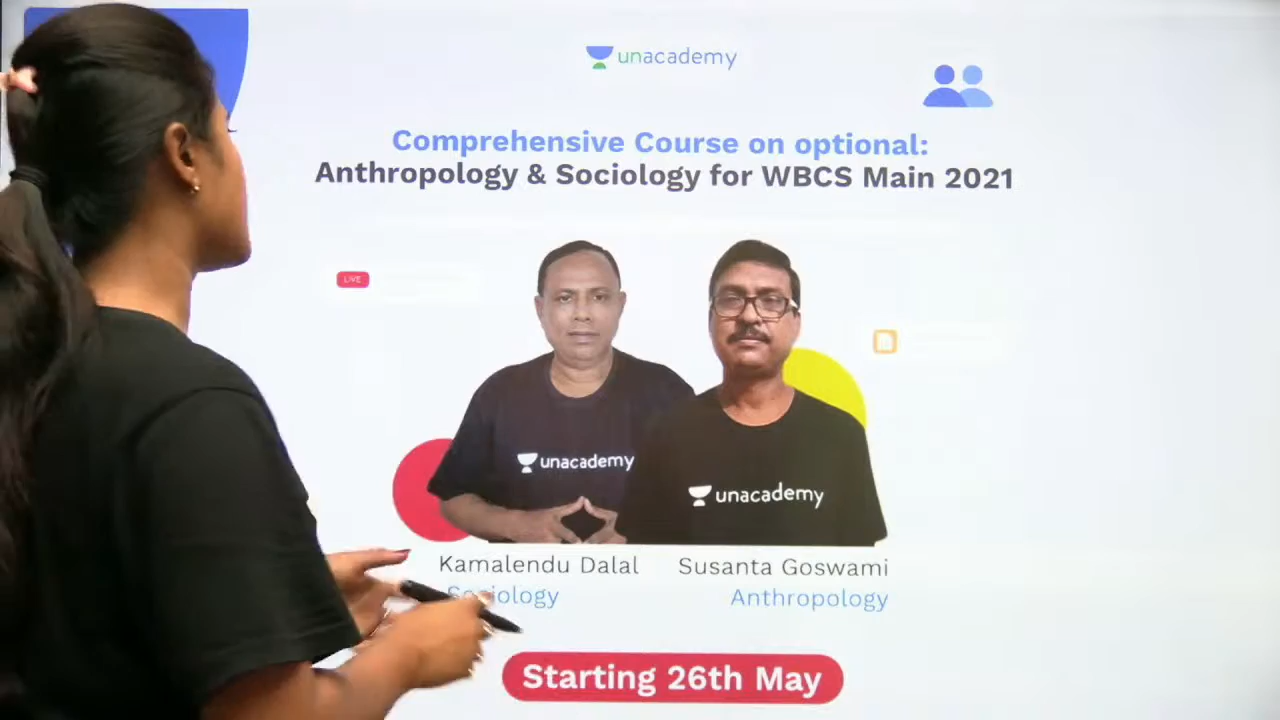 unacademy
Comprehensive Course on optional:
Anthropology & Sociology for WBCS Main 2021
LIVE
unacademy
unacademy
Kamalendu Dalal
Susanta Goswami
Sociology
Anthropology
Starting 26th May